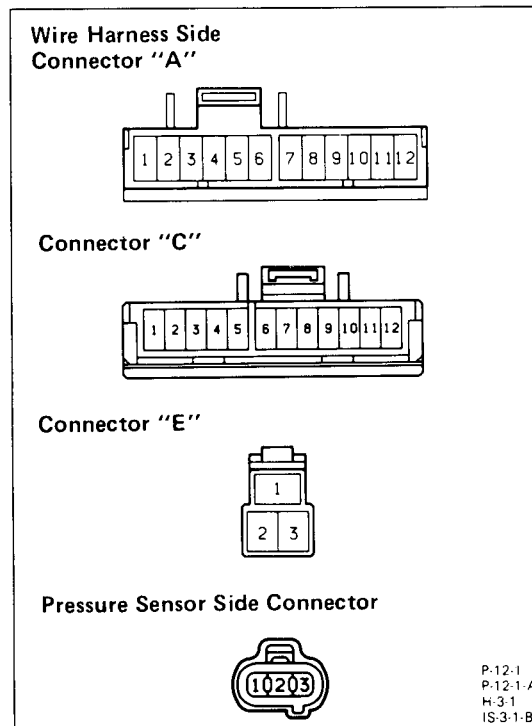 Wire Harness Side
Connector "A"
1 2 3 4 5 6 7 8 9 10 11 12
Connector "C"
1 2 3 4 5 6 7 8 9 10 11 12
Connector "E"
1
2 3
Pressure Sensor Side Connector
1 2 3
P-12-1
P-12-1-A
H-3-1
IS-3-1-B